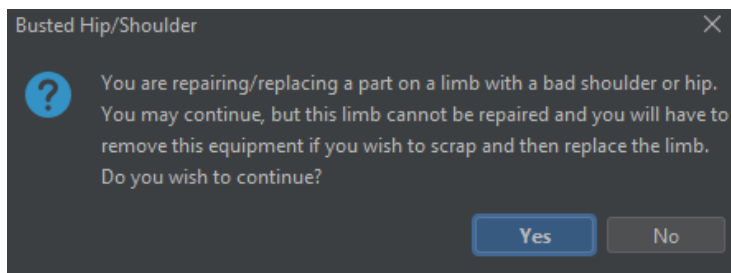 Busted Hip/Shoulder
You are repairing/replacing a part on a limb with a bad shoulder or hip.
You may continue, but this limb cannot be repaired and you will have to
remove this equipment if you wish to scrap and then replace the limb.
Do you wish to continue?
Yes
No